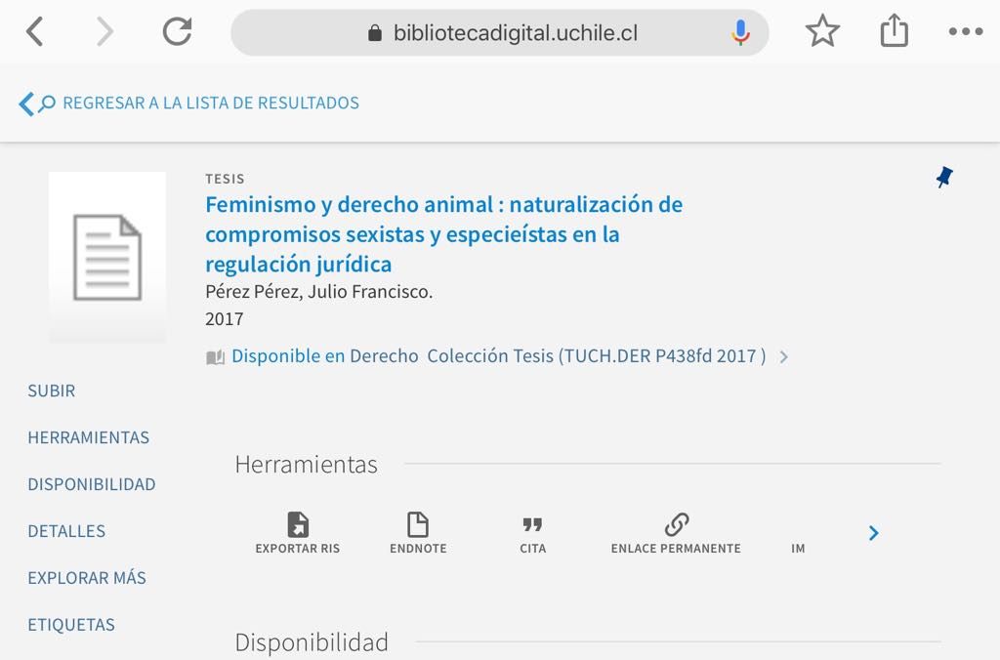 bibliotecadigital.uchile.cl
REGRESAR A LA LISTA DE RESULTADOS
TESIS
Feminismo y derecho animal : naturalización de
compromisos sexistas y especieístas en la
regulación jurídica
Pérez Pérez, Julio Francisco.
2017
Disponible en Derecho Colección Tesis (TUCH.DER P438fd 2017 )
SUBIR
HERRAMIENTAS
DISPONIBILIDAD
DETALLES
EXPLORAR MÁS
ETIQUETAS
Herramientas
EXPORTAR RIS
ENDNOTE
CITA
ENLACE PERMANENTE
IM
Disponibilidad